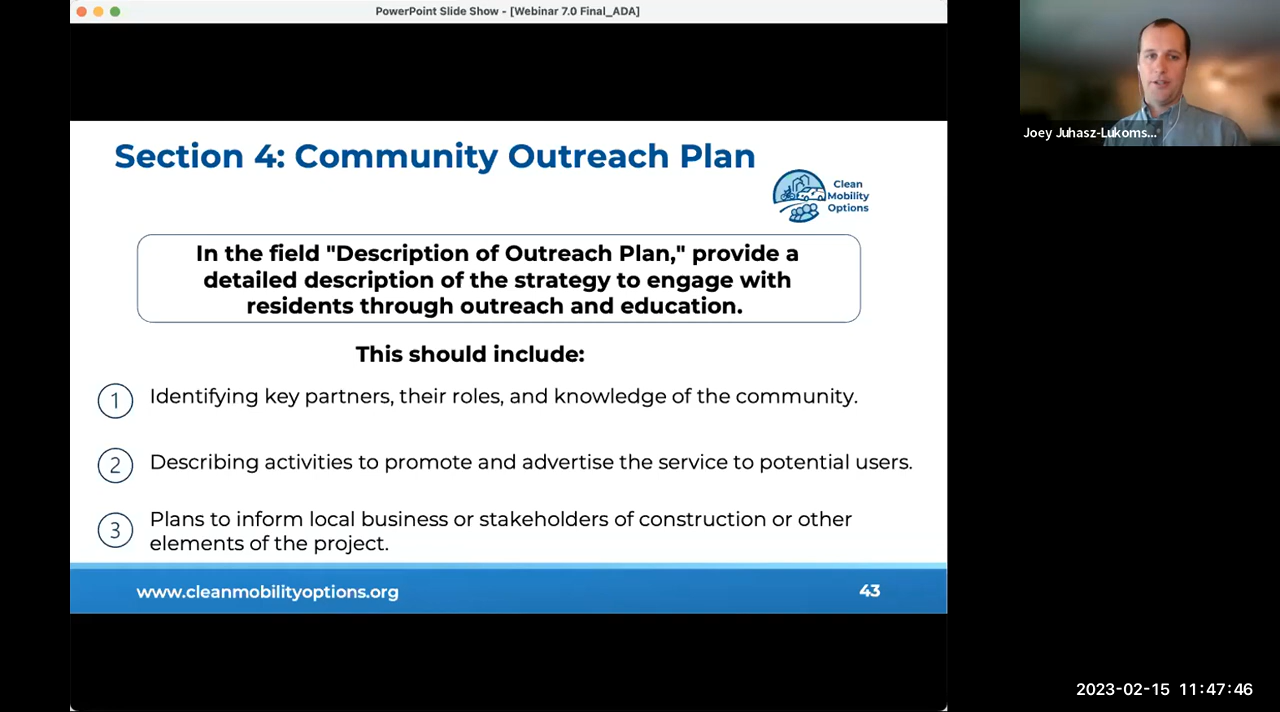 PowerPoint Slide Show - [Webinar 7.0 Final_ADA]
Section 4: Community Outreach Plan
Clean
Mobility
Options
In the field "Description of Outreach Plan," provide a
detailed description of the strategy to engage with
residents through outreach and education.
This should include:
1 Identifying key partners, their roles, and knowledge of the community.
2 Describing activities to promote and advertise the service to potential users.
3 Plans to inform local business or stakeholders of construction or other
elements of the project.
www.cleanmobilityoptions.org
43
Joey Juhasz-Lukoms...
2023-02-15 11:47:46